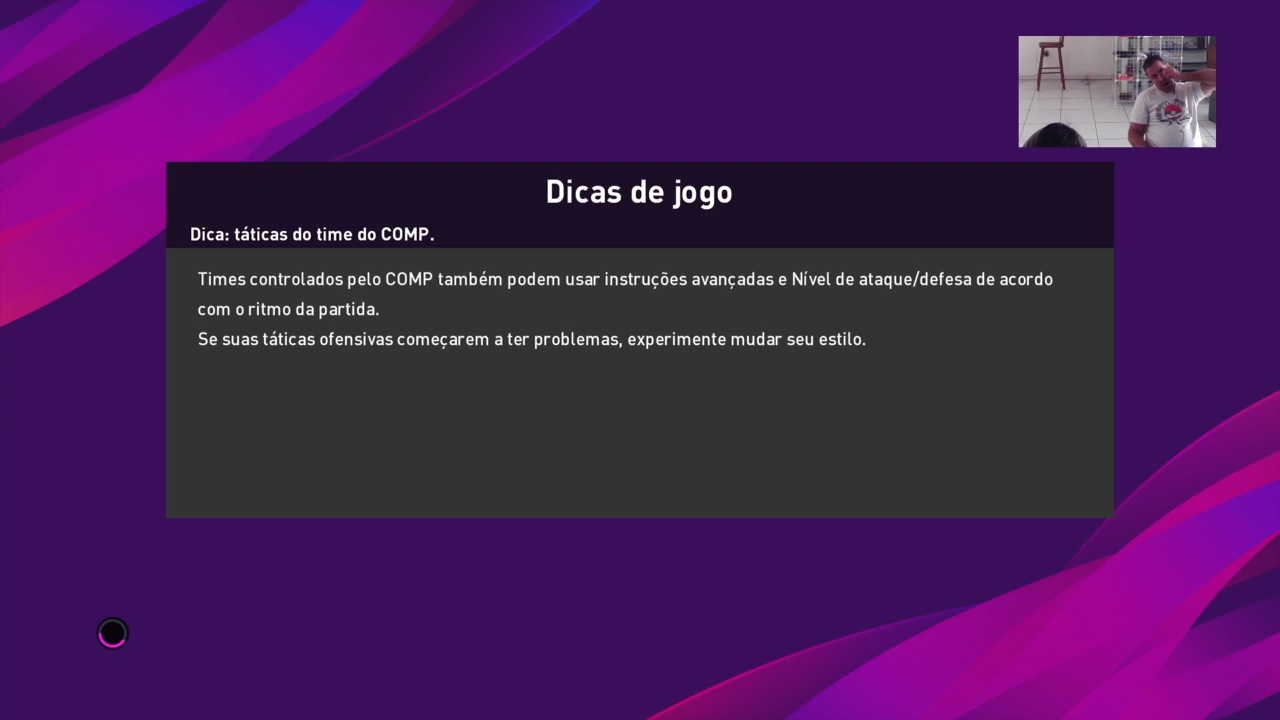 Dicas de jogo
Dica: táticas do time do COMP.
Times controlados pelo COMP também podem usar instruções avançadas e Nível de ataque/defesa de acordo
com o ritmo da partida.
Se suas táticas ofensivas começarem a ter problemas, experimente mudar seu estilo.